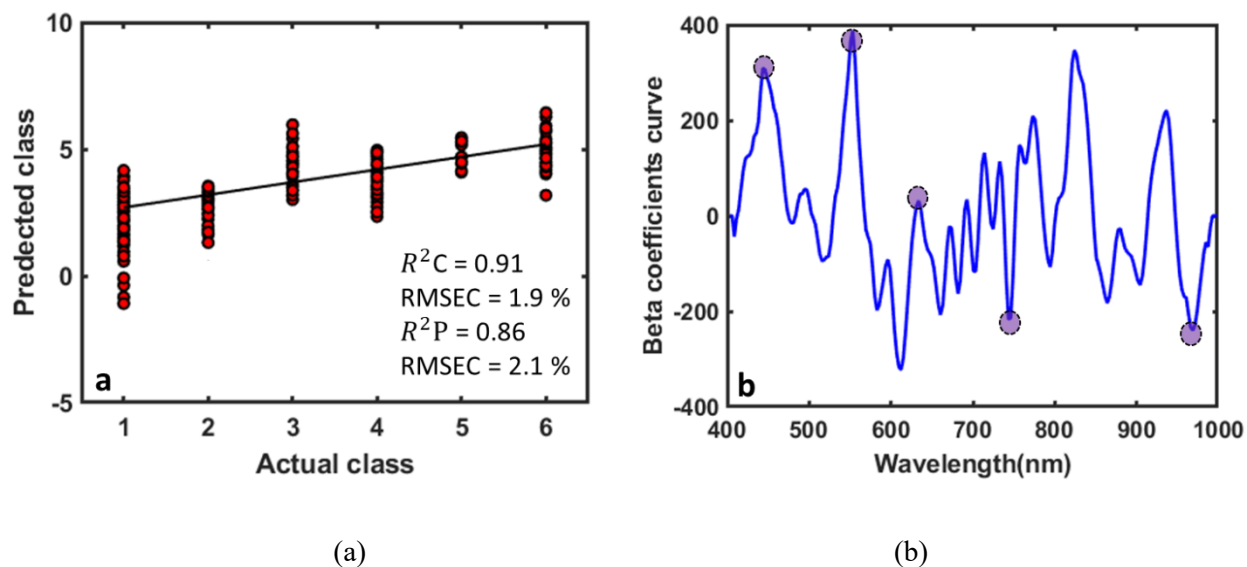 10
5
0
-5
Predected class
1 2 3 4 5 6
Actual class
R²C = 0.91
RMSEC = 1.9 %
R²P = 0.86
RMSEC = 2.1 %
a
400
200
0
-200
-400
Beta coefficients curve
400 500 600 700 800 900 1000
Wavelength(nm)
b
(a)
(b)